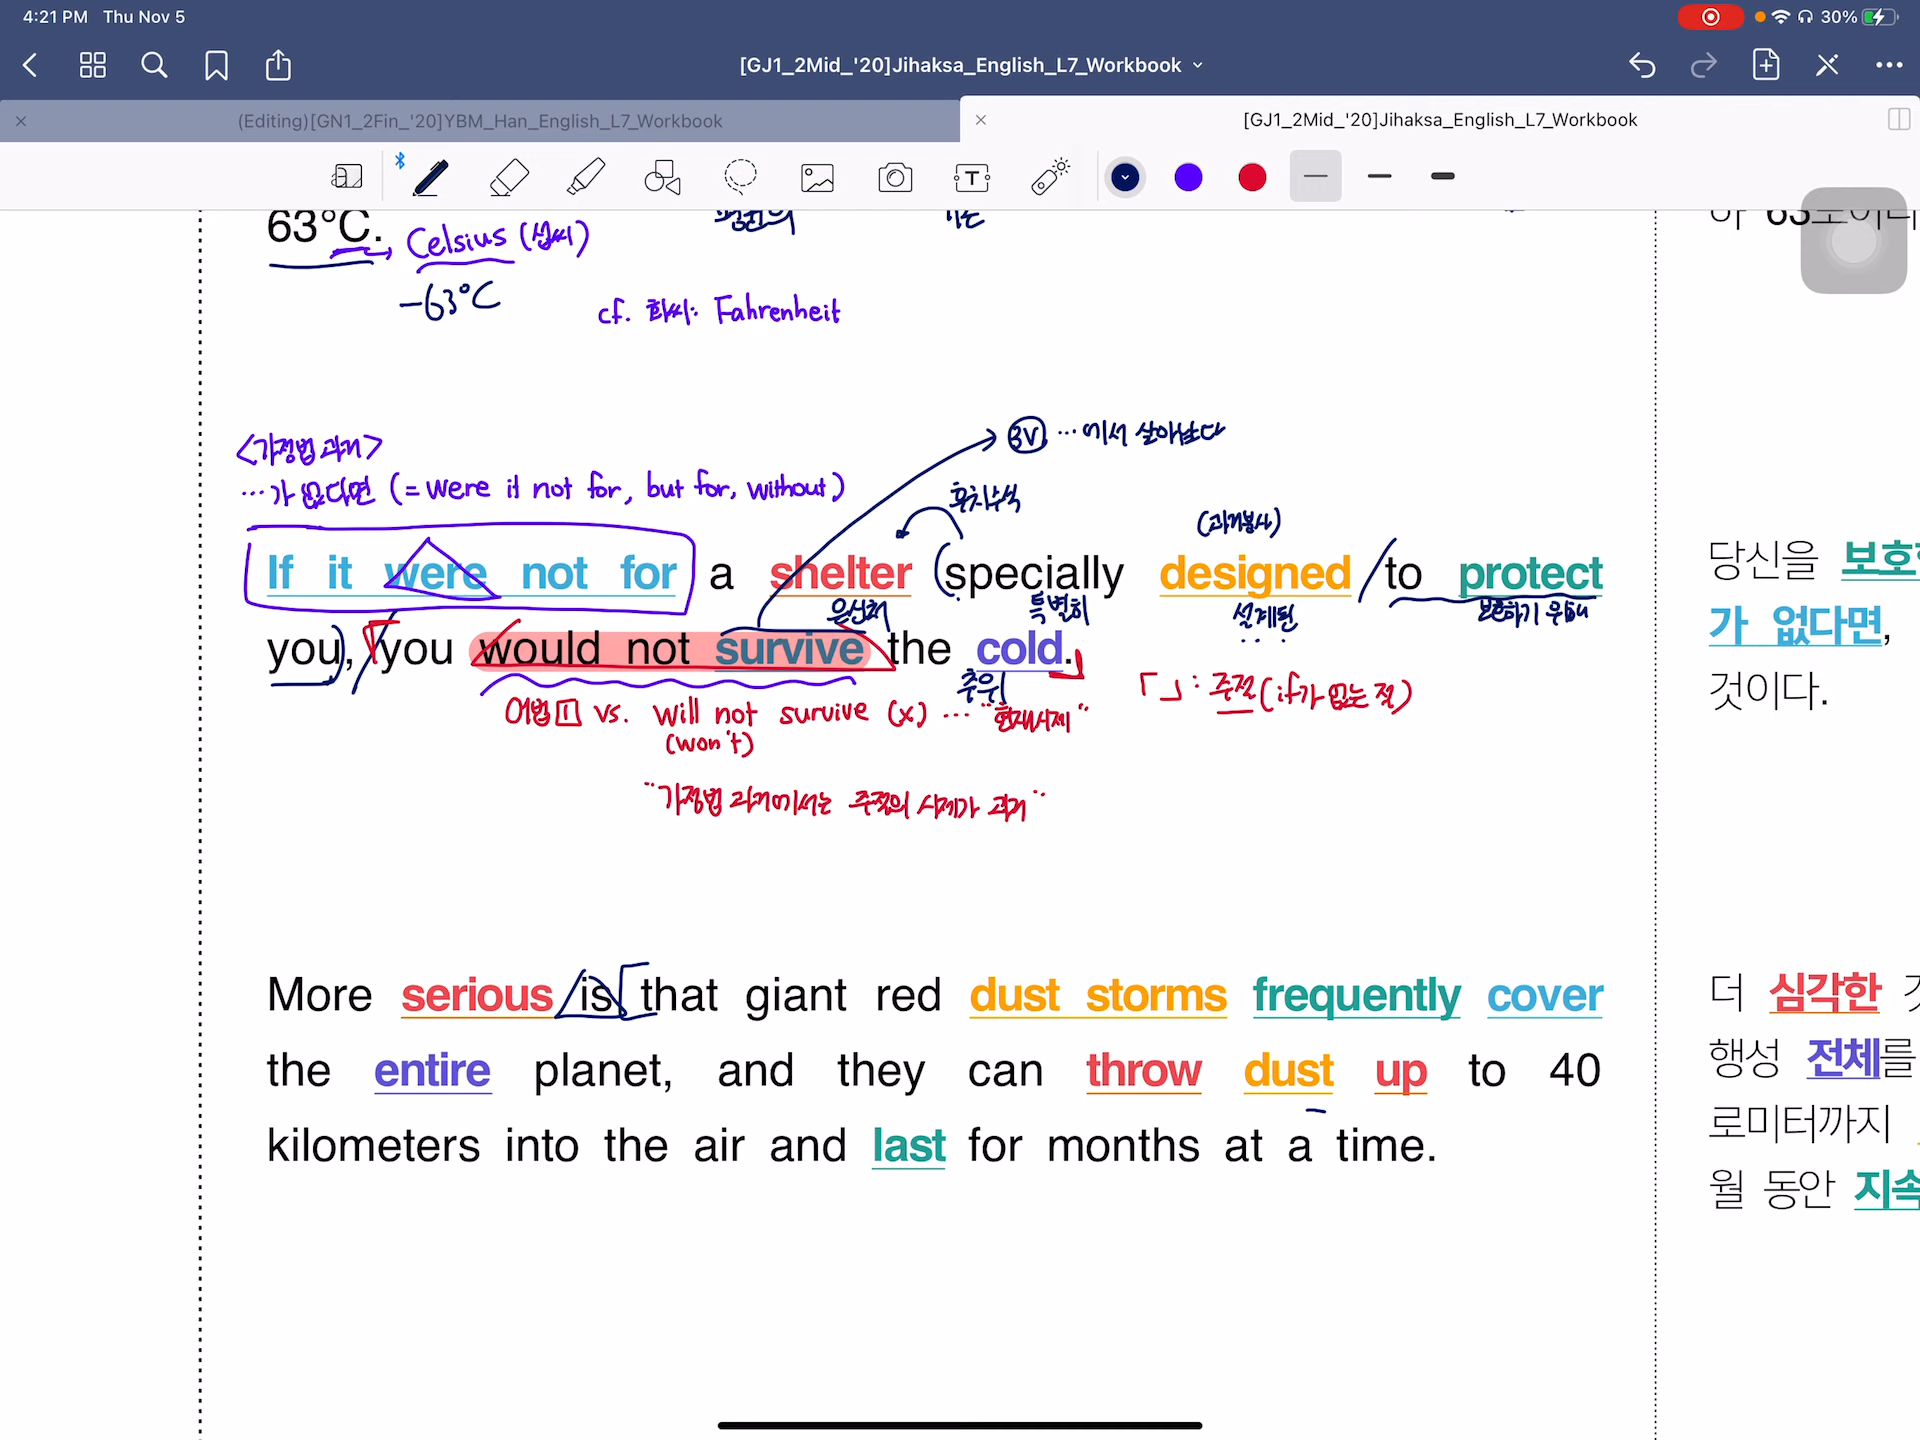 4:21 PM Thu Nov 5
30%
[GJ1_2Mid_'20]Jihaksa_English_L7_Workbook
(Editing)[GN1_2Fin_'20]YBM_Han_English_L7_Workbook
[GJ1_2Mid_'20]Jihaksa_English_L7_Workbook
63°C.
Celsius (섭씨)
-63°C
cf. 화씨: Fahrenheit
<가정법 과거>
···가 없다면 (= were it not for, but for, without)
3V ···에서 살아남다
후치수식
(과거분사)
If it were not for a shelter (specially designed / to protect
은신처 특별히 설계된 보호하기 위해
you), you would not survive the cold.
추위
어법 1 vs. will not survive (x) ··· "현재시제"
(won't)
「」: 주절 (if가 없는 절)
"가정법 과거에서는 주절의 시제가 과거"
More serious is that giant red dust storms frequently cover
the entire planet, and they can throw dust up to 40
kilometers into the air and last for months at a time.
당신을
가 없다면,
것이다.
더 심각한
행성 전체를
로미터까지
월 동안